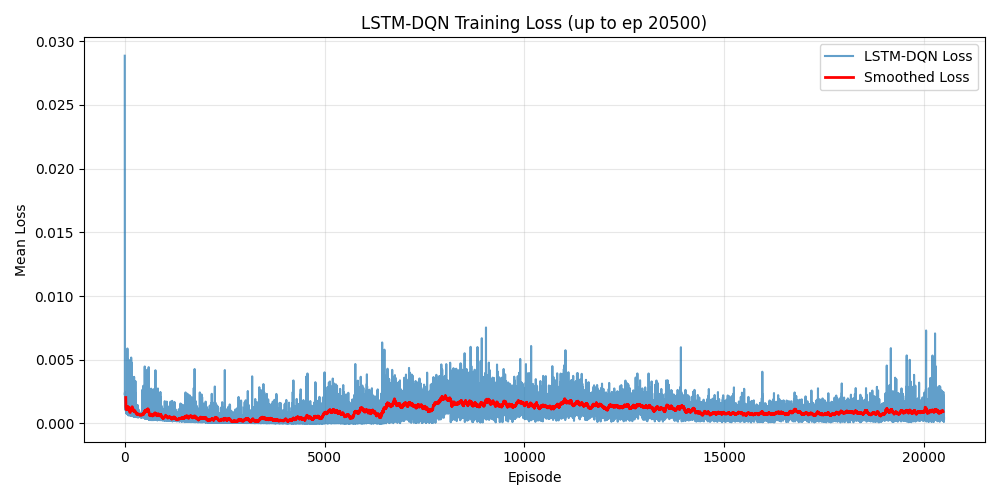 LSTM-DQN Training Loss (up to ep 20500)
LSTM-DQN Loss
Smoothed Loss
Mean Loss
0.030
0.025
0.020
0.015
0.010
0.005
0.000
0 5000 10000 15000 20000
Episode